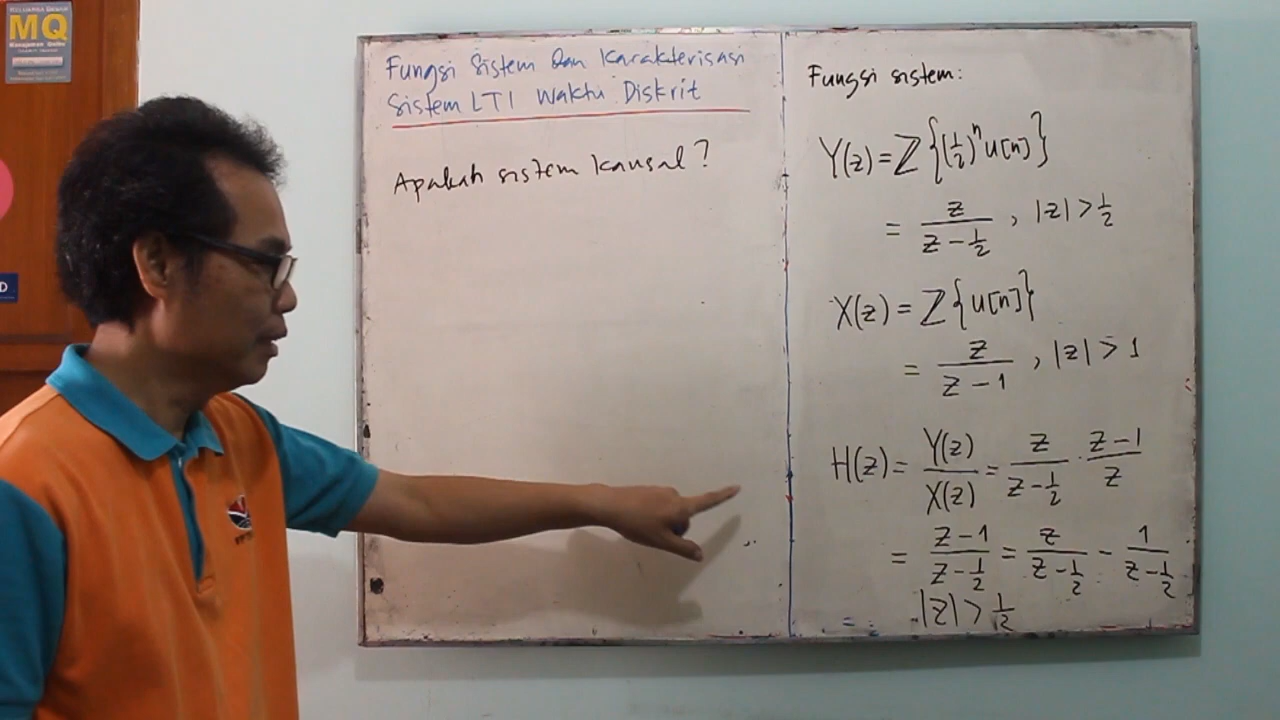 MQ
D
Fungsi Sistem dan Karakterisasi
Sistem LTI Waktu Diskrit
Apakah sistem kausal?
Fungsi sistem:
Y(z) = Z{(1/2)^n u[n]}
= z/(z - 1/2), |z| > 1/2
X(z) = Z{u[n]}
= z/(z - 1), |z| > 1
H(z) = Y(z)/X(z) = z/(z - 1/2) · (z - 1)/z
= (z - 1)/(z - 1/2) = z/(z - 1/2) - 1/(z - 1/2)
|z| > 1/2